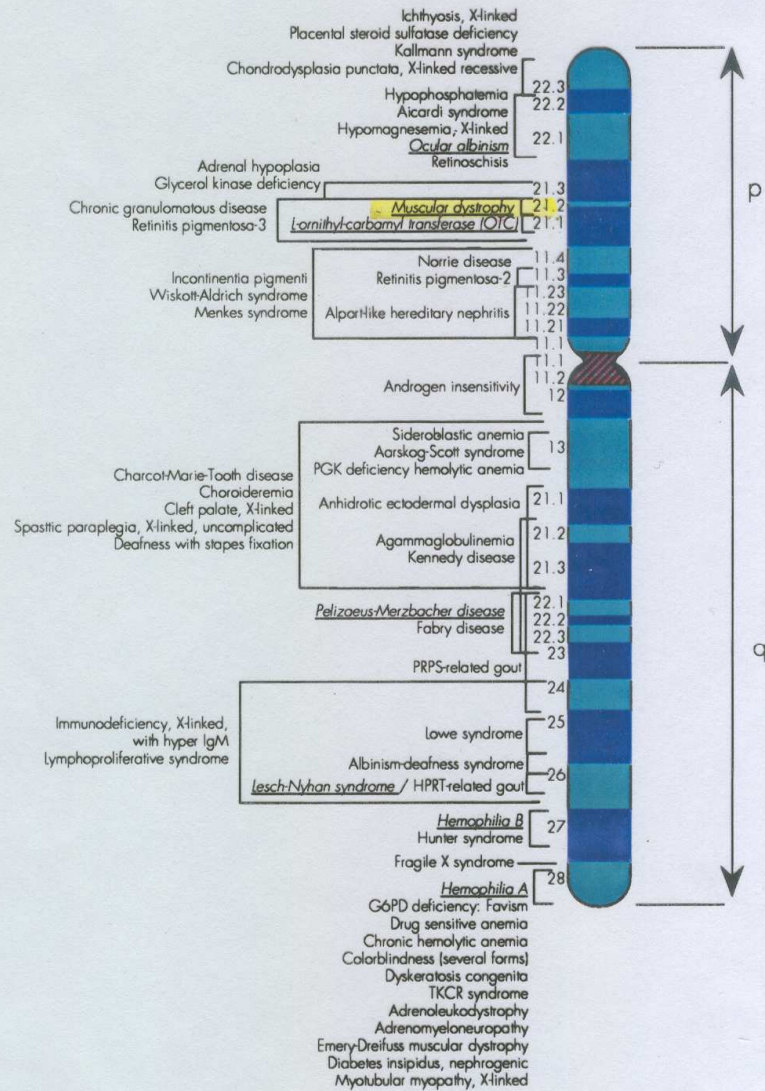 Ichthyosis, X-linked
Placental steroid sulfatase deficiency
Kallmann syndrome
Chondrodysplasia punctata, X-linked recessive
22.3
Hypophosphatemia
22.2
Aicardi syndrome
Hypomagnesemia, X-linked
22.1
Ocular albinism
Retinoschisis
Adrenal hypoplasia
Glycerol kinase deficiency
21.3
p
Chronic granulomatous disease
Retinitis pigmentosa-3
Muscular dystrophy
21.2
L-ornithyl-carbamyl transferase (OTC)
21.1
Norrie disease
11.4
Incontinentia pigmenti
Wiskott-Aldrich syndrome
Menkes syndrome
Retinitis pigmentosa-2
11.3
11.23
Alport-like hereditary nephritis
11.22
11.21
11.1
11.1
11.2
Androgen insensitivity
12
Sideroblastic anemia
Aarskog-Scott syndrome
13
PGK deficiency hemolytic anemia
Charcot-Marie-Tooth disease
Choroideremia
Cleft palate, X-linked
Spasttic paraplegia, X-linked, uncomplicated
Deafness with stapes fixation
Anhidrotic ectodermal dysplasia
21.1
Agammaglobulinemia
21.2
Kennedy disease
21.3
22.1
Pelizaeus-Merzbacher disease
22.2
Fabry disease
22.3
23
q
PRPS-related gout
24
Immunodeficiency, X-linked,
with hyper IgM
Lymphoproliferative syndrome
25
Lowe syndrome
Albinism-deafness syndrome
26
Lesch-Nyhan syndrome / HPRT-related gout
Hemophilia B
27
Hunter syndrome
Fragile X syndrome
28
Hemophilia A
G6PD deficiency: Favism
Drug sensitive anemia
Chronic hemolytic anemia
Colorblindness (several forms)
Dyskeratosis congenita
TKCR syndrome
Adrenoleukodystrophy
Adrenomyeloneuropathy
Emery-Dreifuss muscular dystrophy
Diabetes insipidus, nephrogenic
Myotubular myopathy, X-linked